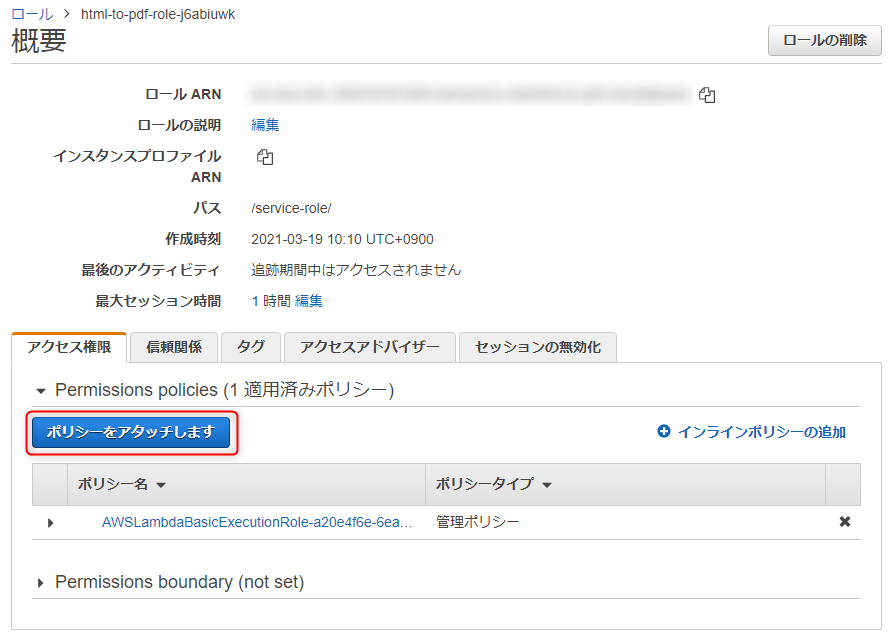 ロール > html-to-pdf-role-j6abiuwk
概要
ロールの削除
ロール ARN
ロールの説明 編集
インスタンスプロファイル
ARN
パス /service-role/
作成時刻 2021-03-19 10:10 UTC+0900
最後のアクティビティ 追跡期間中はアクセスされません
最大セッション時間 1 時間 編集
アクセス権限 信頼関係 タグ アクセスアドバイザー セッションの無効化
Permissions policies (1 適用済みポリシー)
ポリシーをアタッチします インラインポリシーの追加
ポリシー名 ポリシータイプ
AWSLambdaBasicExecutionRole-a20e4f6e-6ea… 管理ポリシー
Permissions boundary (not set)